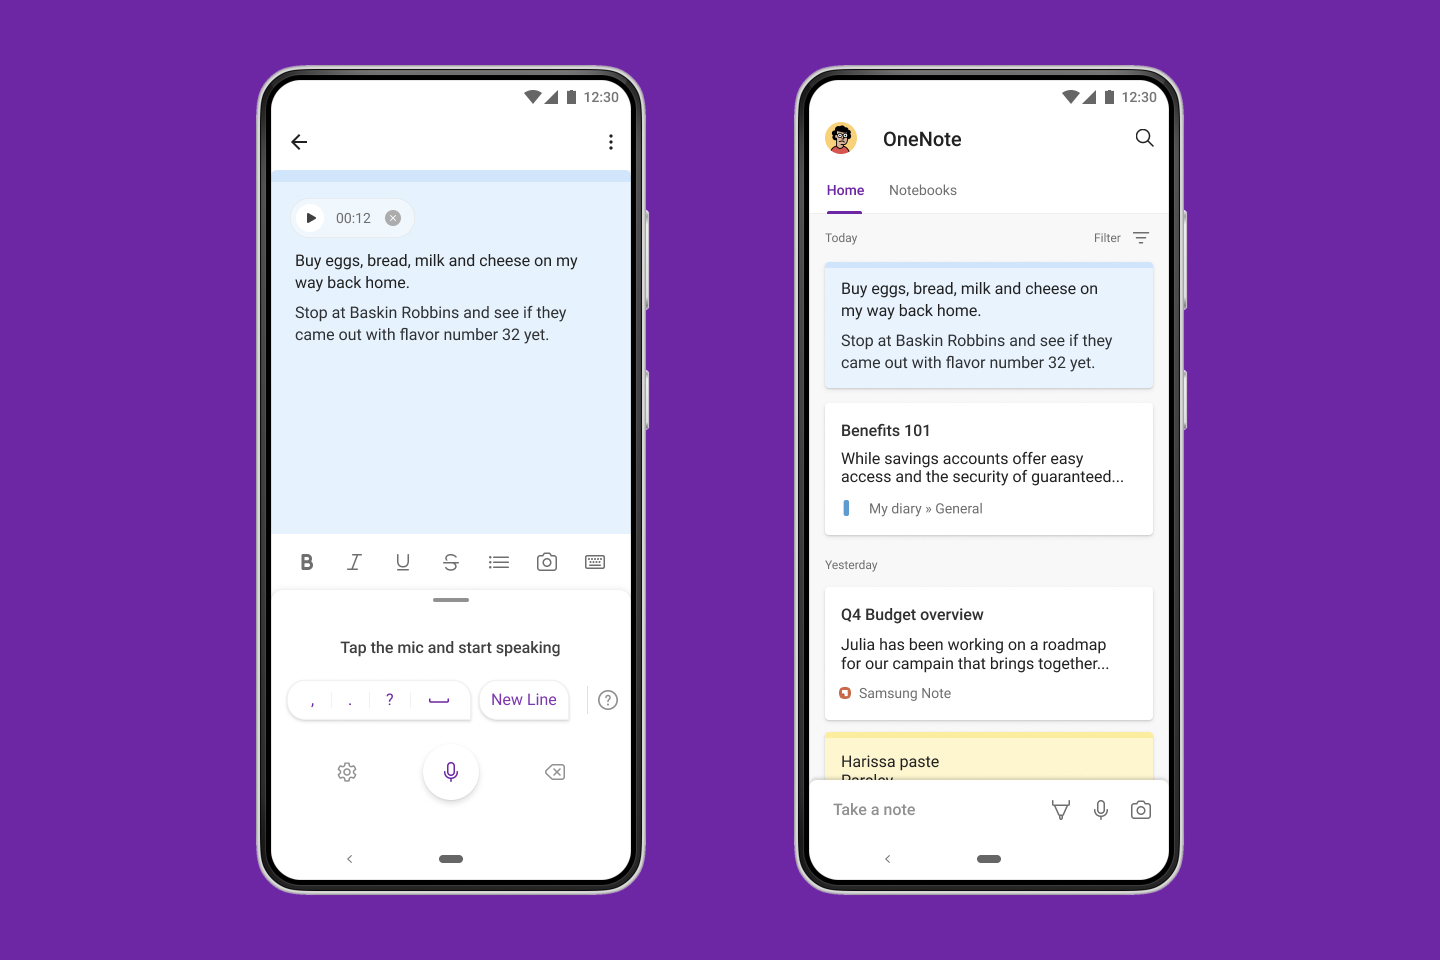 12:30
00:12
Buy eggs, bread, milk and cheese on my
way back home.
Stop at Baskin Robbins and see if they
came out with flavor number 32 yet.
B I U S
Tap the mic and start speaking
, . ? New Line ?
12:30
OneNote
Home Notebooks
Today Filter
Buy eggs, bread, milk and cheese on
my way back home.
Stop at Baskin Robbins and see if they
came out with flavor number 32 yet.
Benefits 101
While savings accounts offer easy
access and the security of guaranteed...
My diary » General
Yesterday
Q4 Budget overview
Julia has been working on a roadmap
for our campain that brings together...
Samsung Note
Harissa paste
Parsley
Take a note